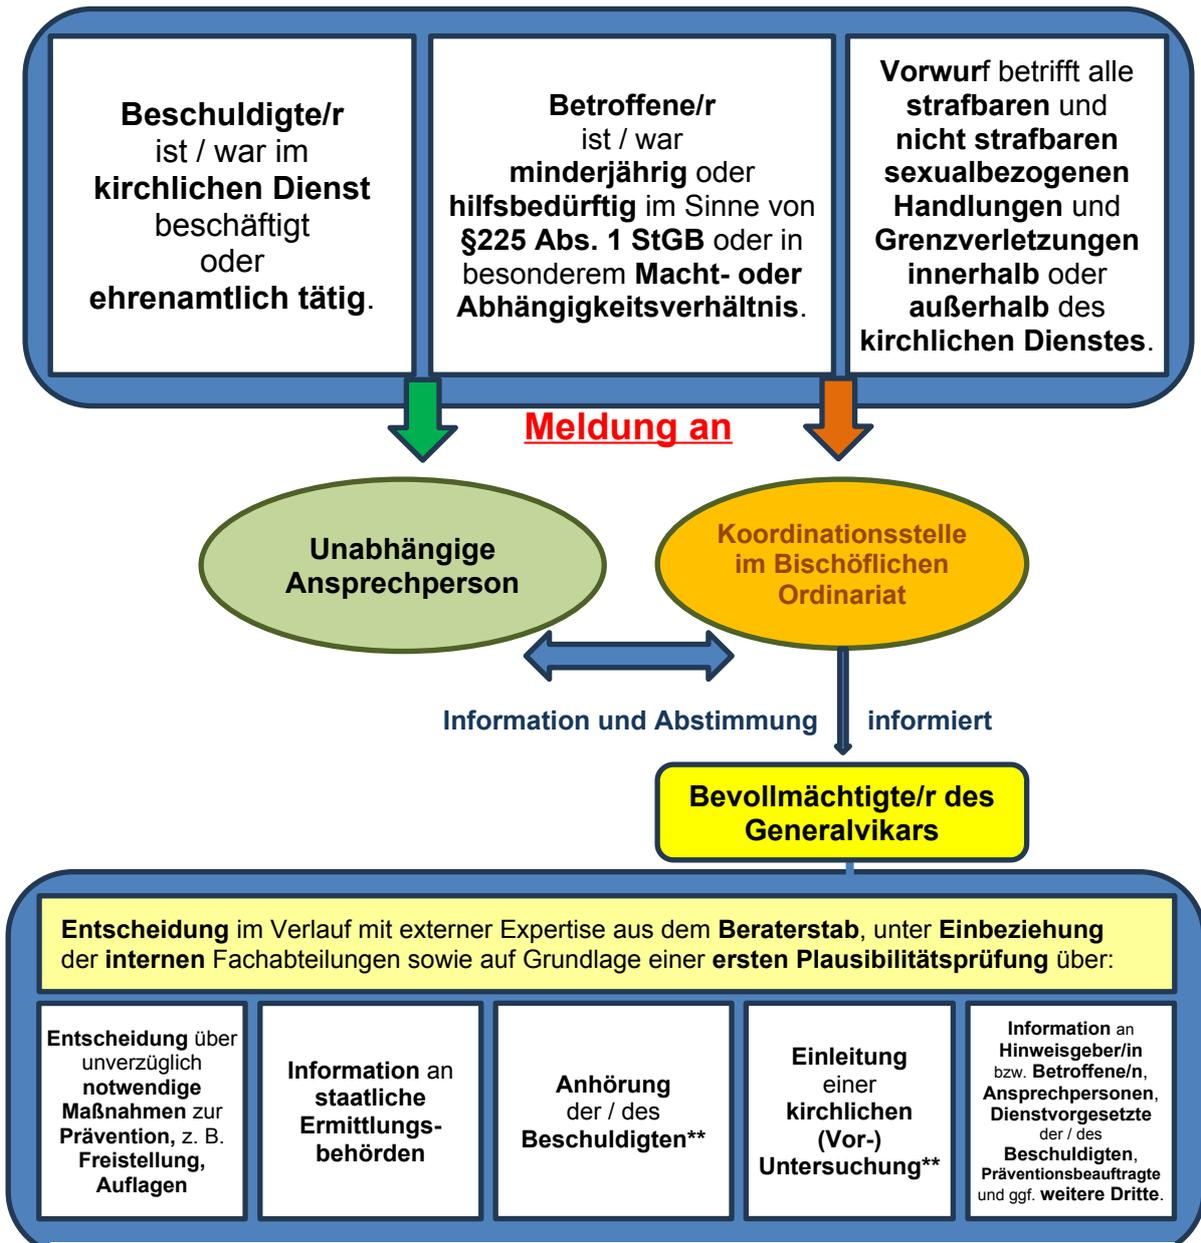 Beschuldigte/r
ist / war im
kirchlichen Dienst
beschäftigt
oder
ehrenamtlich tätig.
Betroffene/r
ist / war
minderjährig oder
hilfsbedürftig im Sinne von
§225 Abs. 1 StGB oder in
besonderem Macht- oder
Abhängigkeitsverhältnis.
Vorwurf betrifft alle
strafbaren und
nicht strafbaren
sexualbezogenen
Handlungen und
Grenzverletzungen
innerhalb oder
außerhalb des
kirchlichen Dienstes.
Meldung an
Unabhängige
Ansprechperson
Koordinationsstelle
im Bischöflichen
Ordinariat
Information und Abstimmung
informiert
Bevollmächtigte/r des
Generalvikars
Entscheidung im Verlauf mit externer Expertise aus dem Beraterstab, unter Einbeziehung
der internen Fachabteilungen sowie auf Grundlage einer ersten Plausibilitätsprüfung über:
Entscheidung über
unverzüglich
notwendige
Maßnahmen zur
Prävention, z. B.
Freistellung,
Auflagen
Information an
staatliche
Ermittlungs-
behörden
Anhörung
der / des
Beschuldigten**
Einleitung
einer
kirchlichen
(Vor-)
Untersuchung**
Information an
Hinweisgeber/in
bzw. Betroffene/n,
Ansprechpersonen,
Dienstvorgesetzte
der / des
Beschuldigten,
Präventionsbeauftragte
und ggf. weitere Dritte.